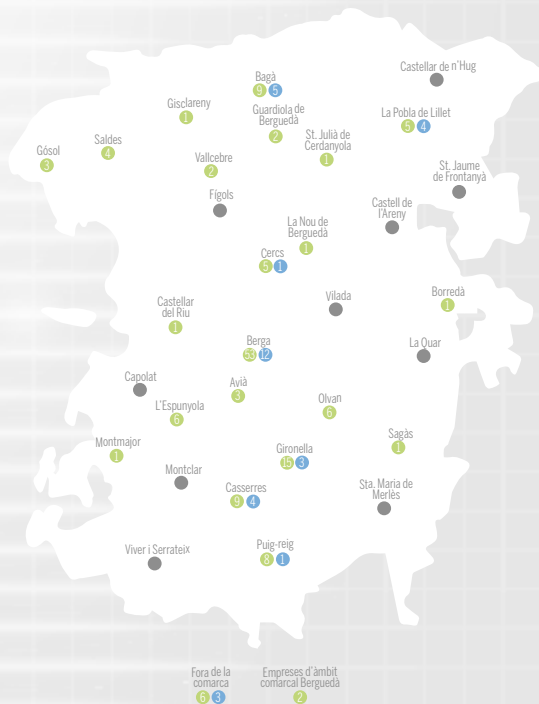 Castellar de n'Hug
Bagà
9 5
Gisclareny
1
Guardiola de
Berguedà
2
La Pobla de Lillet
5 4
St. Julià de
Cerdanyola
1
Saldes
4
Gósol
3
Vallcebre
2
St. Jaume
de Frontanyà
Fígols
Castell de
l'Areny
La Nou de
Berguedà
1
Cercs
5 1
Vilada
Borredà
1
Castellar
del Riu
1
Berga
53 12
La Quar
Capolat
Avià
3
L'Espunyola
6
Olvan
6
Sagàs
1
Montmajor
1
Gironella
15 3
Montclar
Casserres
9 4
Sta. Maria de
Merlès
Viver i Serrateix
Puig-reig
8 1
Fora de la
comarca
6 3
Empreses d'àmbit
comarcal Berguedà
2